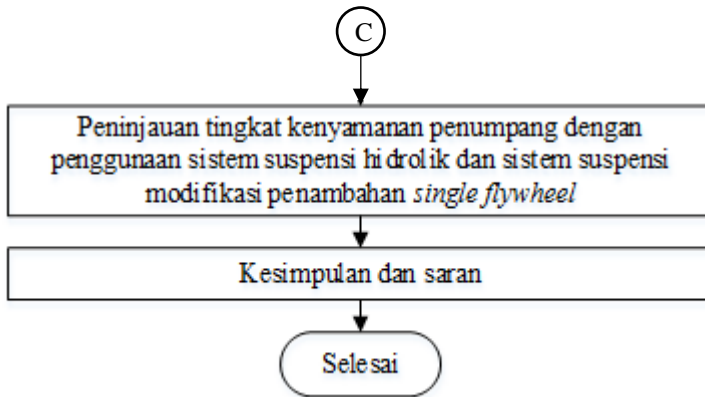 C
Peninjauan tingkat kenyamanan penumpang dengan
penggunaan sistem suspensi hidrolik dan sistem suspensi
modifikasi penambahan single flywheel
Kesimpulan dan saran
Selesai